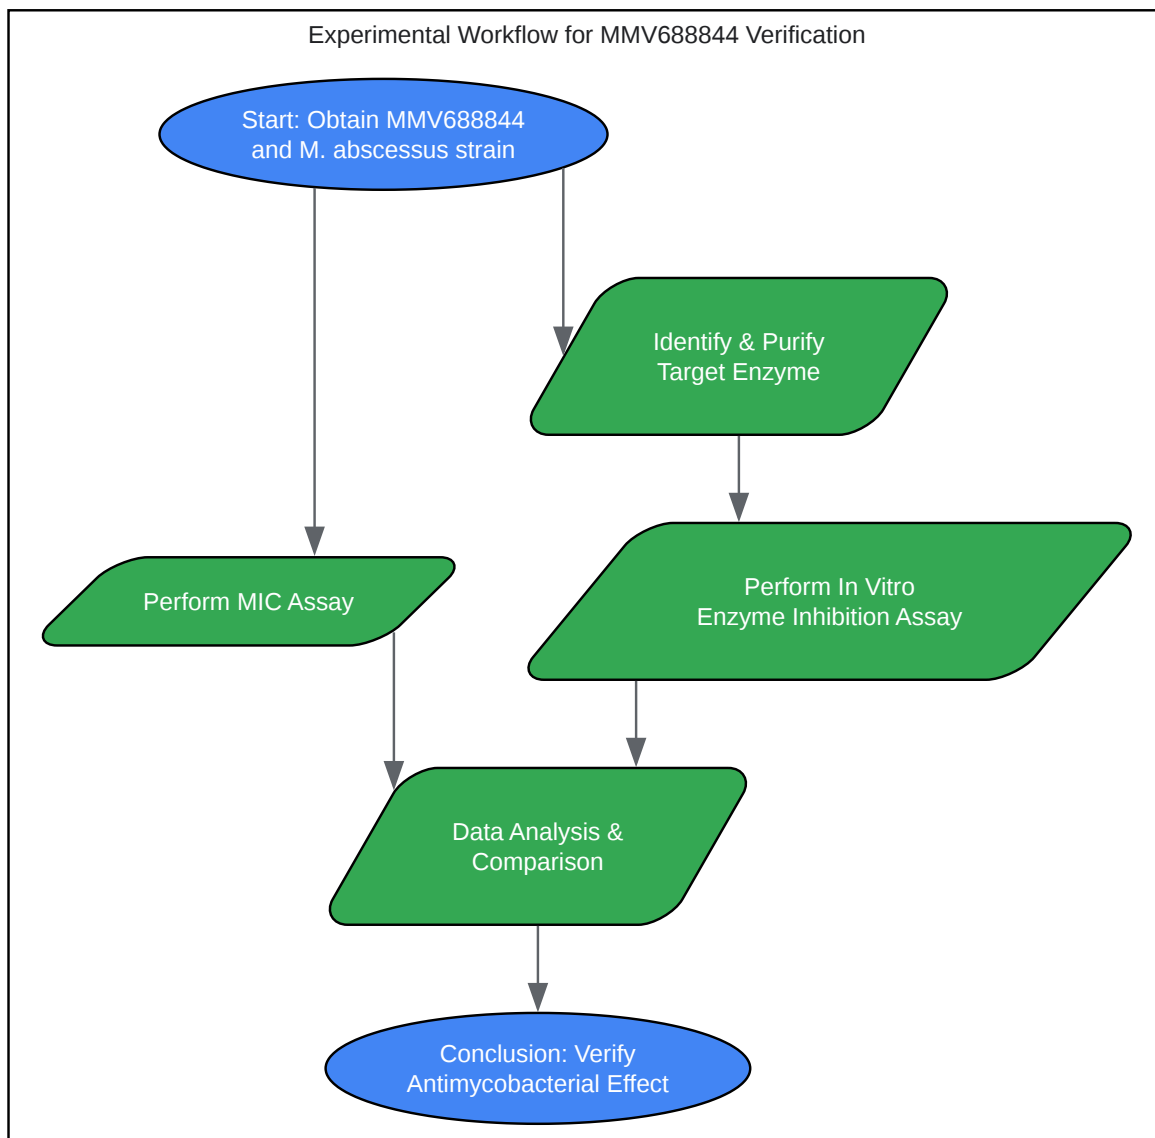 Experimental Workflow for MMV688844 Verification
Start: Obtain MMV688844
and M. abscessus strain
Identify & Purify
Target Enzyme
Perform MIC Assay
Perform In Vitro
Enzyme Inhibition Assay
Data Analysis &
Comparison
Conclusion: Verify
Antimycobacterial Effect